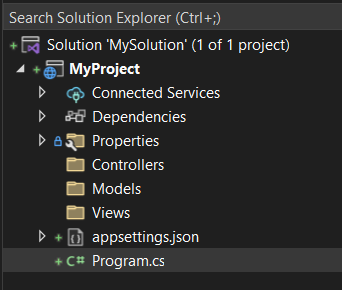 Search Solution Explorer (Ctrl+;)
Solution 'MySolution' (1 of 1 project)
MyProject
Connected Services
Dependencies
Properties
Controllers
Models
Views
appsettings.json
C# Program.cs